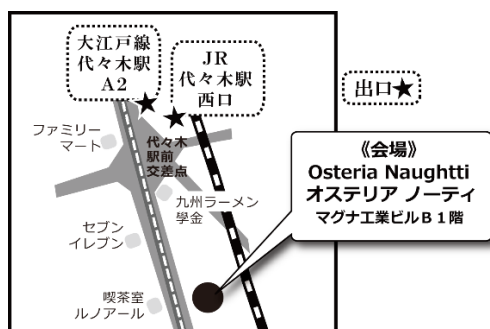 大江戸線
代々木駅
A2
JR
代々木駅
西口
出口★
ファミリー
マート
代々木
駅前
交差点
九州ラーメン
學金
セブン
イレブン
喫茶室
ルノアール
《会場》
Osteria Naughtti
オステリア ノーティ
マグナ工業ビルＢ１階